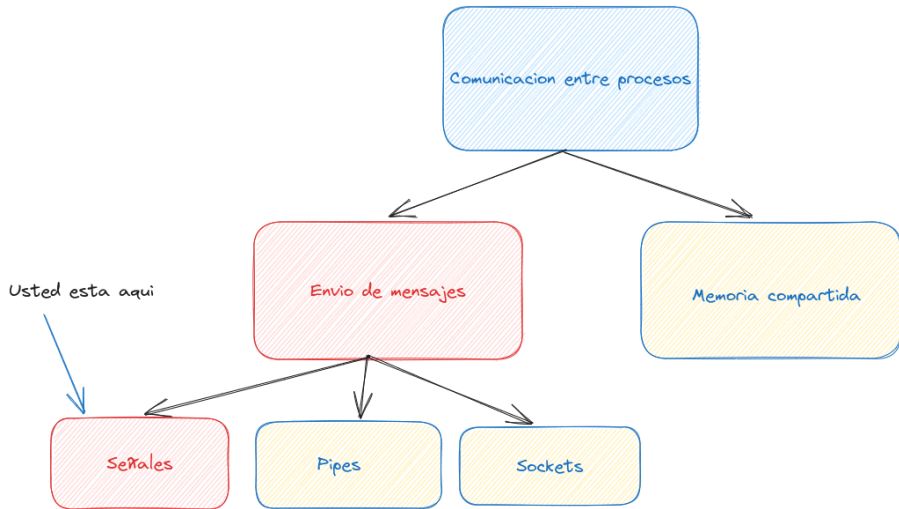 Comunicacion entre procesos
Envio de mensajes
Memoria compartida
Usted esta aqui
Señales
Pipes
Sockets